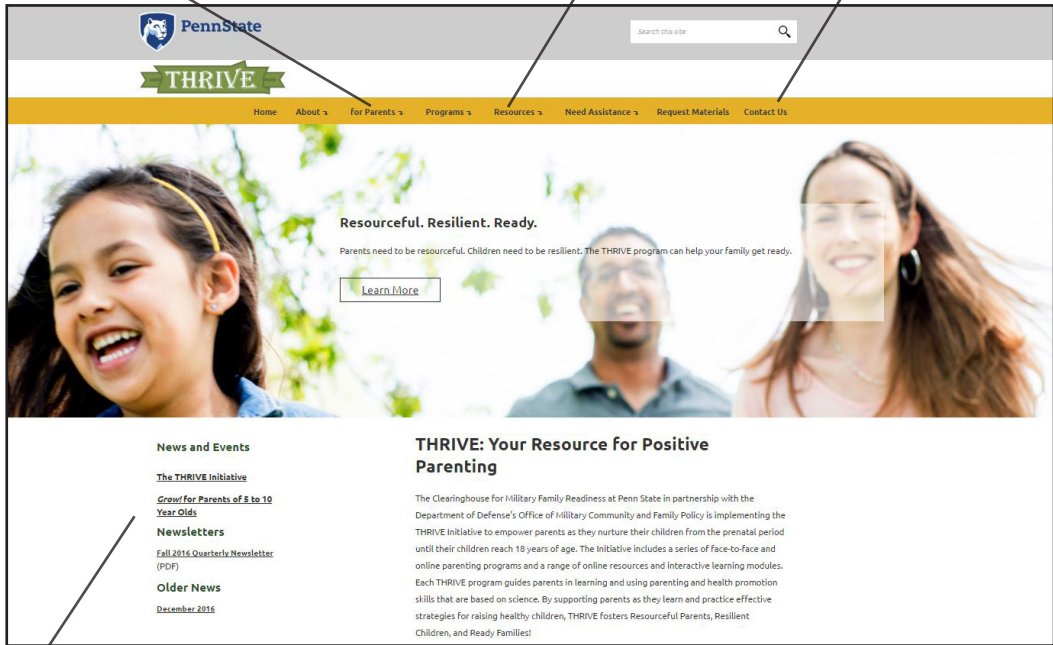 PennState
Search this site
THRIVE
Home About for Parents Programs Resources Need Assistance Request Materials Contact Us
Resourceful. Resilient. Ready.
Parents need to be resourceful. Children need to be resilient. The THRIVE program can help your family get ready.
Learn More
News and Events
The THRIVE Initiative
Grow! for Parents of 5 to 10
Year Olds
Newsletters
Fall 2016 Quarterly Newsletter
(PDF)
Older News
December 2016
THRIVE: Your Resource for Positive
Parenting
The Clearinghouse for Military Family Readiness at Penn State in partnership with the
Department of Defense's Office of Military Community and Family Policy is implementing the
THRIVE Initiative to empower parents as they nurture their children from the prenatal period
until their children reach 18 years of age. The Initiative includes a series of face-to-face and
online parenting programs and a range of online resources and interactive learning modules.
Each THRIVE program guides parents in learning and using parenting and health promotion
skills that are based on science. By supporting parents as they learn and practice effective
strategies for raising healthy children, THRIVE fosters Resourceful Parents, Resilient
Children, and Ready Families!